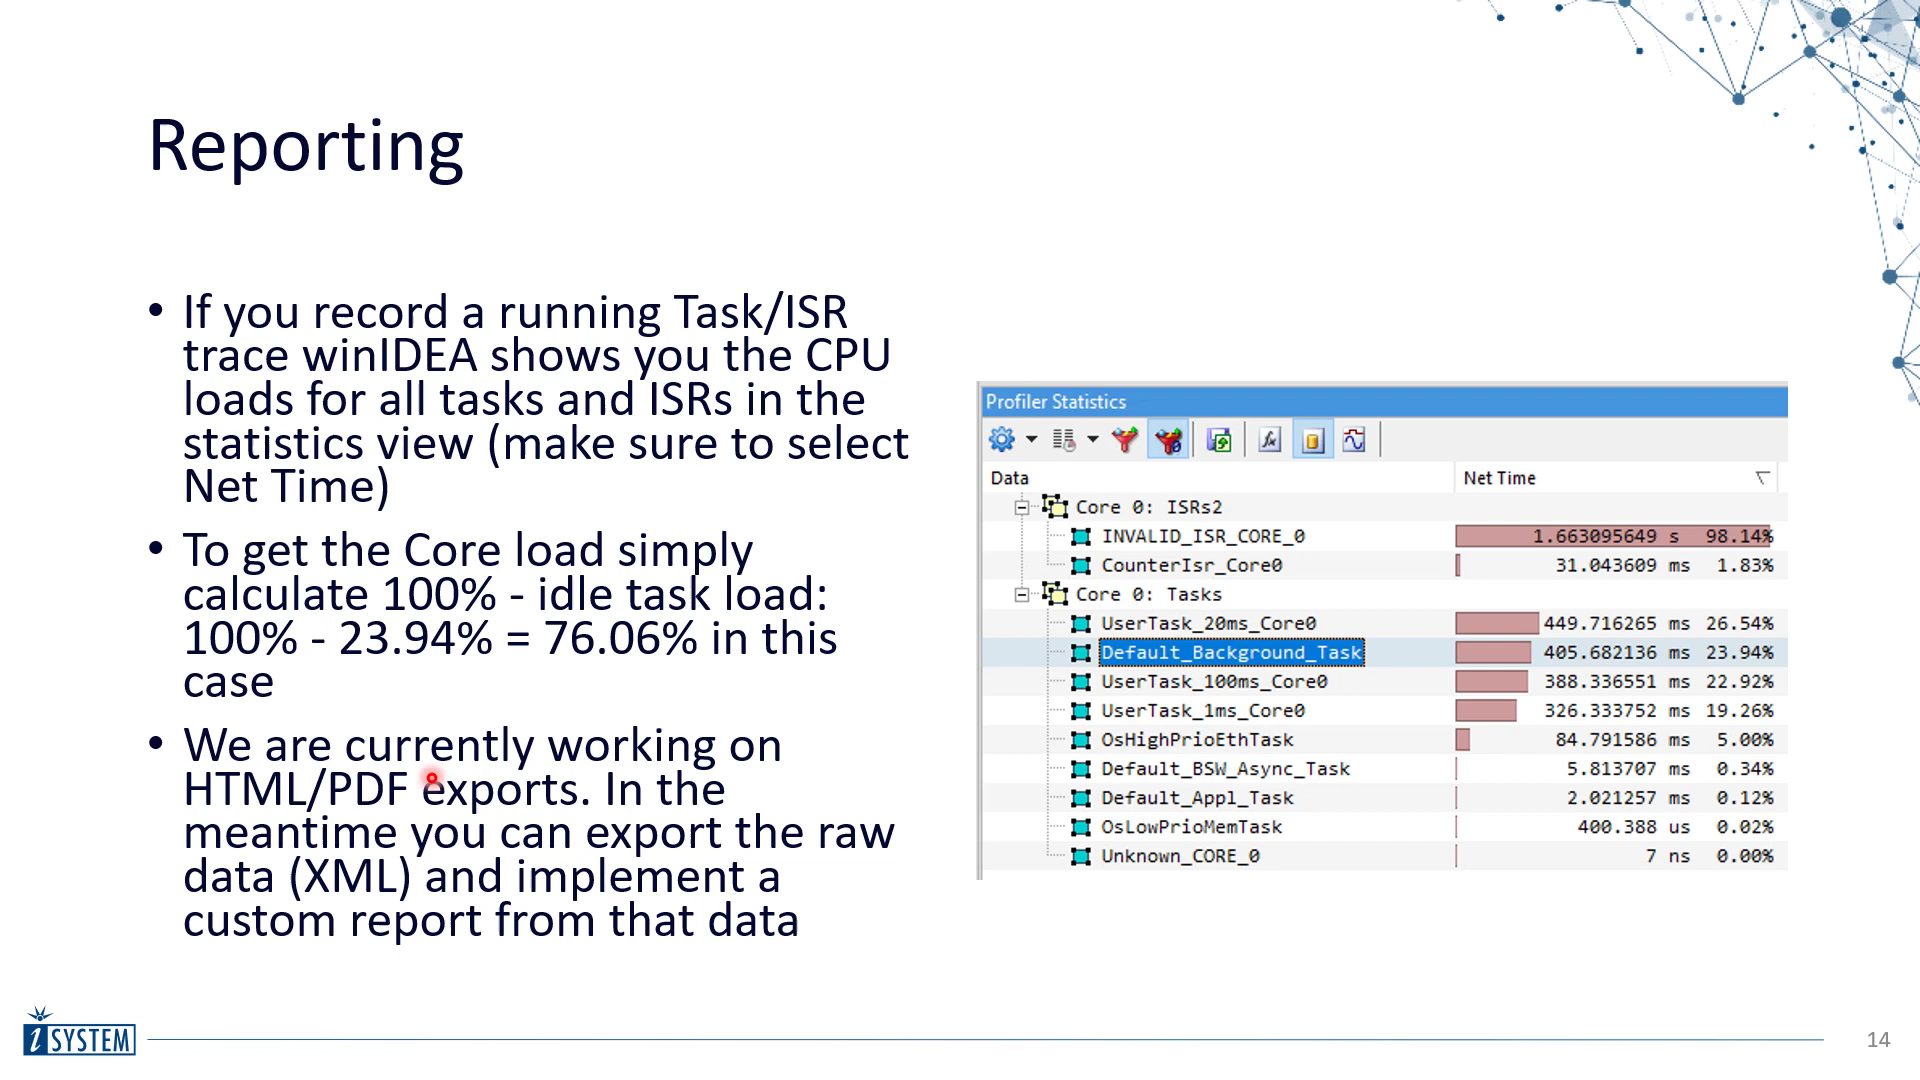 Reporting
• If you record a running Task/ISR
trace winIDEA shows you the CPU
loads for all tasks and ISRs in the
statistics view (make sure to select
Net Time)
• To get the Core load simply
calculate 100% - idle task load:
100% - 23.94% = 76.06% in this
case
• We are currently working on
HTML/PDF exports. In the
meantime you can export the raw
data (XML) and implement a
custom report from that data
Profiler Statistics
Data Net Time
Core 0: ISRs2
INVALID_ISR_CORE_0 1.663095649 s 98.14%
CounterIsr_Core0 31.043609 ms 1.83%
Core 0: Tasks
UserTask_20ms_Core0 449.716265 ms 26.54%
Default_Background_Task 405.682136 ms 23.94%
UserTask_100ms_Core0 388.336551 ms 22.92%
UserTask_1ms_Core0 326.333752 ms 19.26%
OsHighPrioEthTask 84.791586 ms 5.00%
Default_BSW_Async_Task 5.813707 ms 0.34%
Default_Appl_Task 2.021257 ms 0.12%
OsLowPrioMemTask 400.388 us 0.02%
Unknown_CORE_0 7 ns 0.00%
iSYSTEM
14